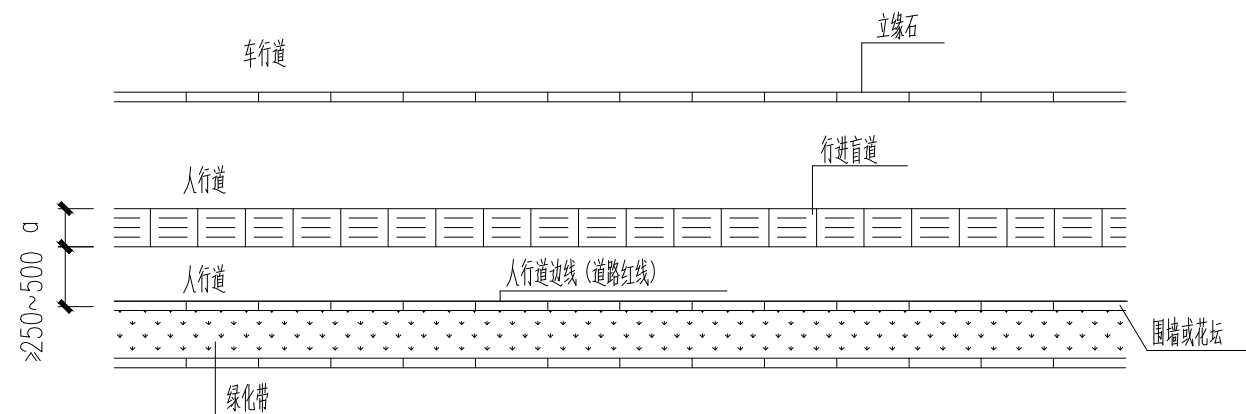 立缘石
车行道
行进盲道
人行道
a
人行道
人行道边线（道路红线）
≥250~500
围墙或花坛
绿化带